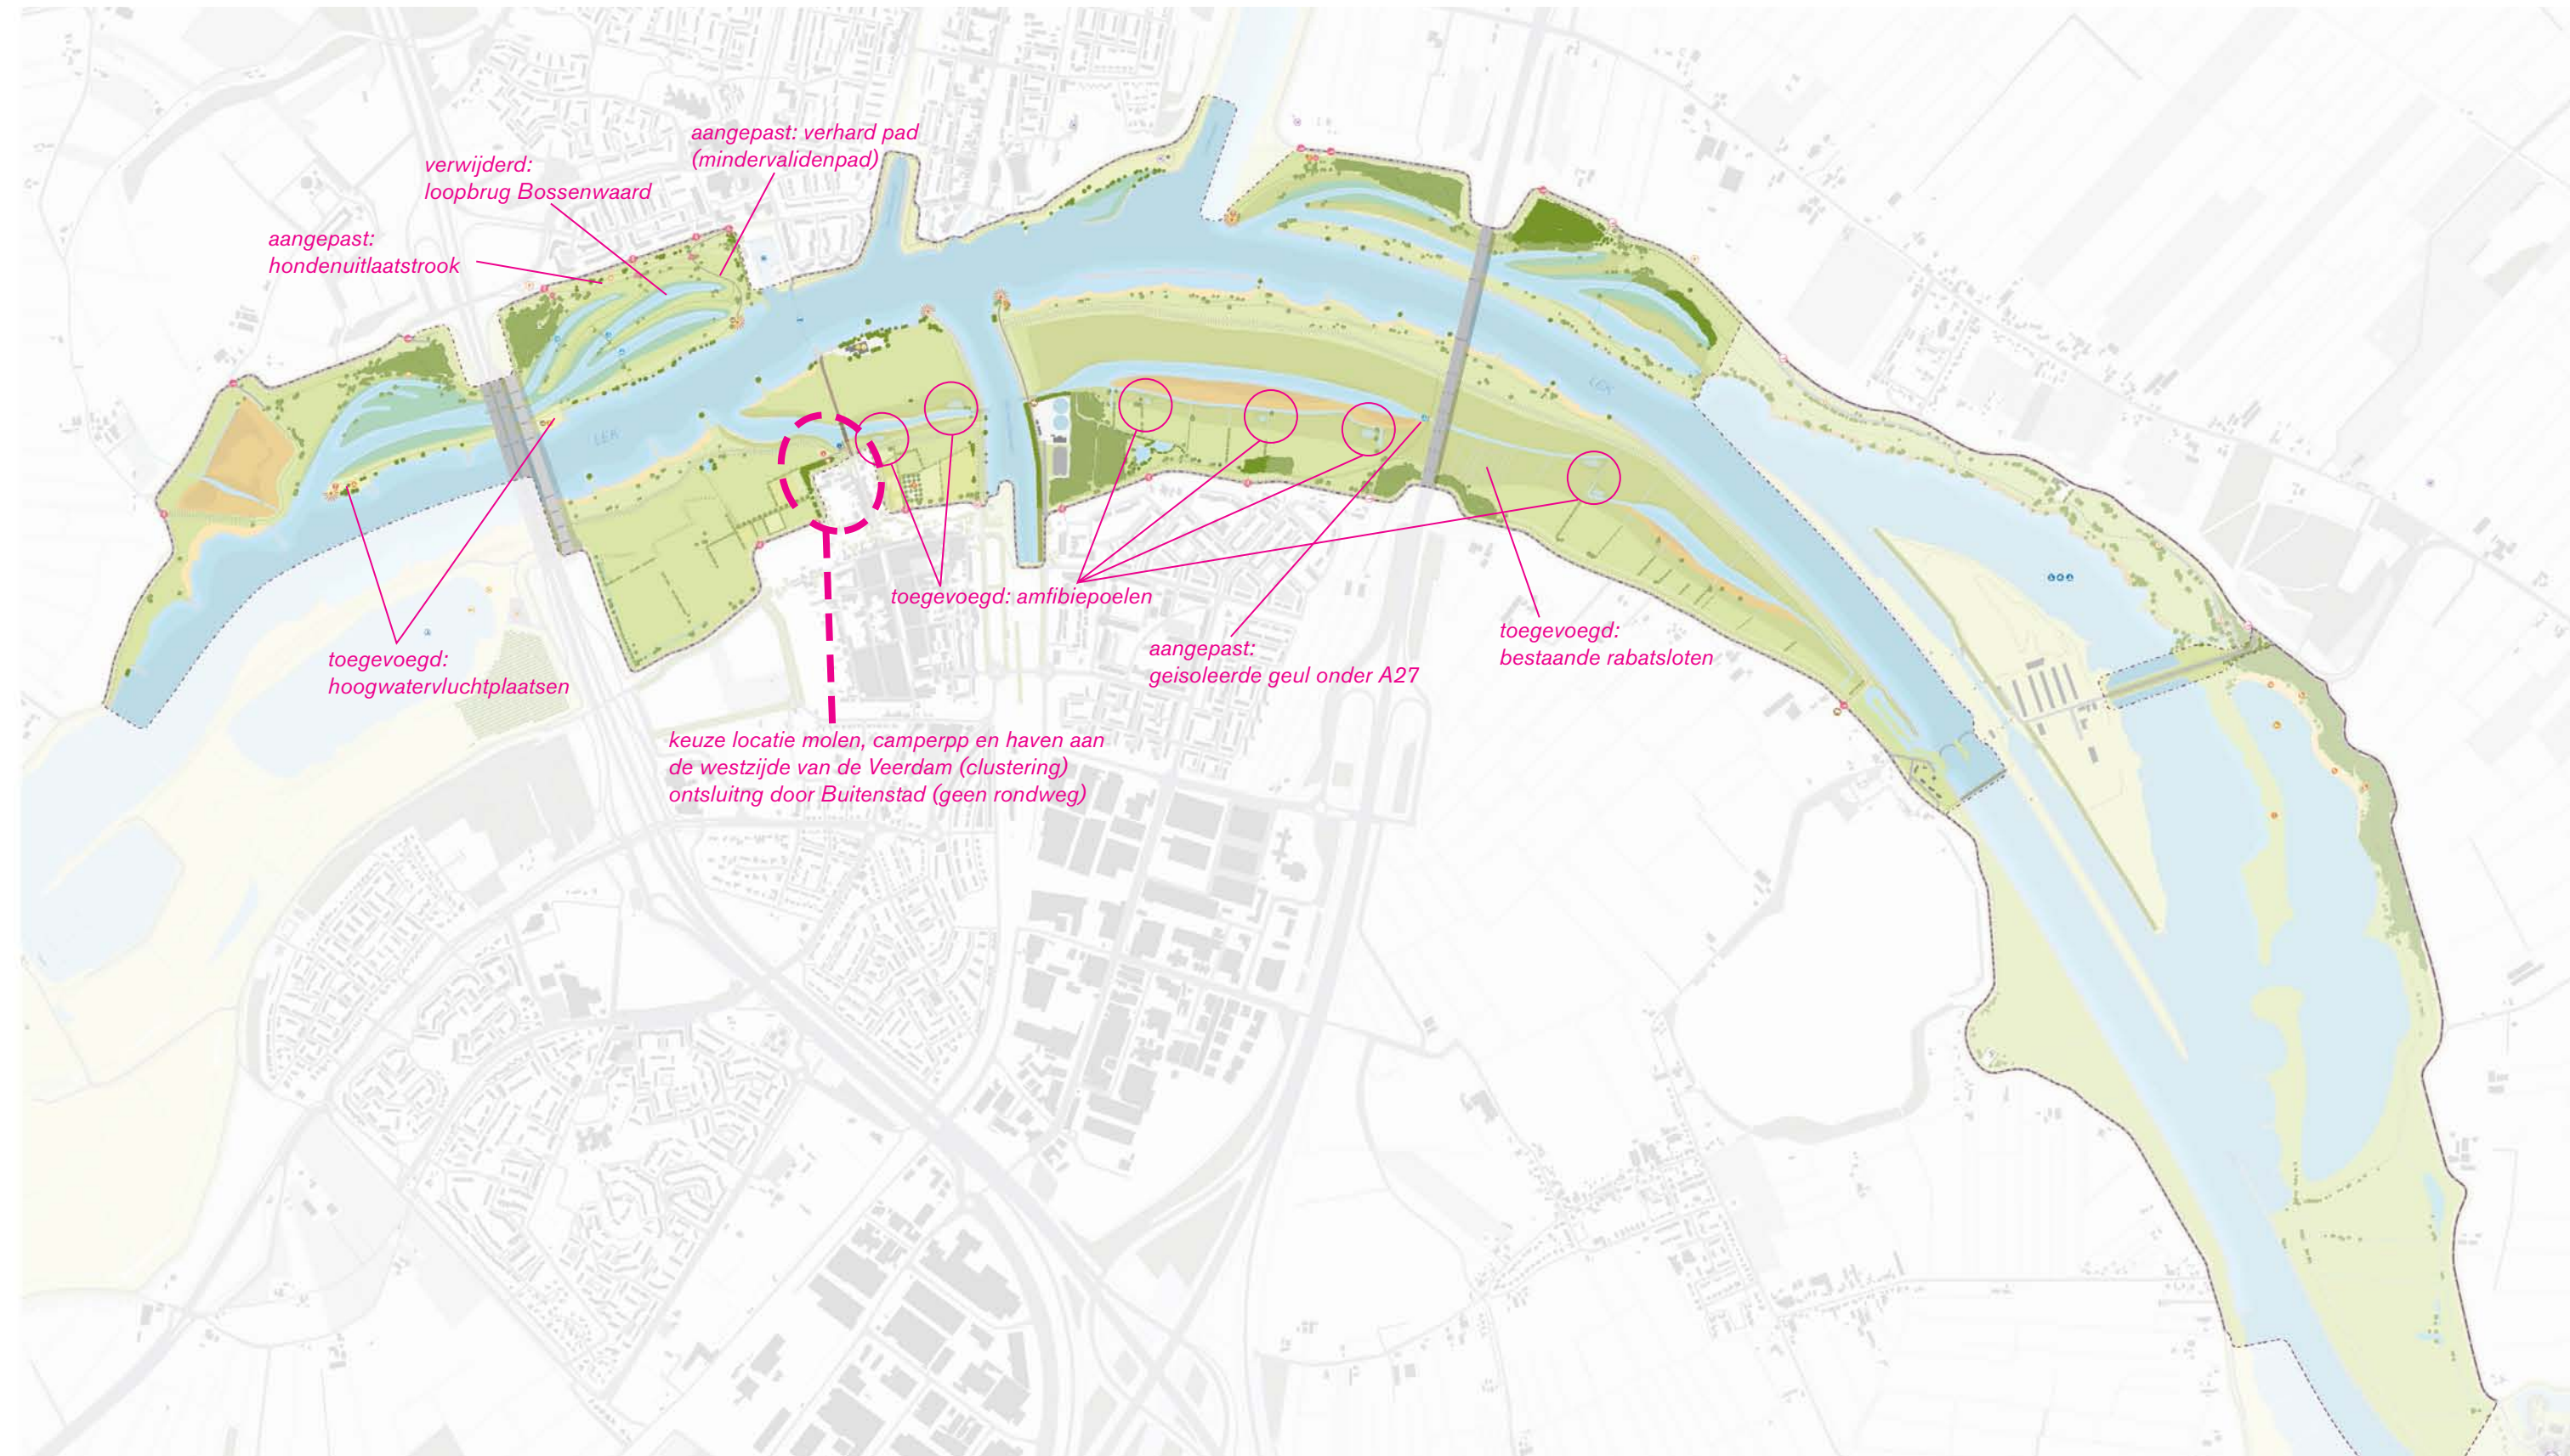 aangepast: verhard pad
(mindervalidenpad)
verwijderd:
loopbrug Bossenwaard
aangepast:
hondenuitlaatstrook
LEK
LEK
toegevoegd: amfibiepoelen
toegevoegd:
bestaande rabatsloten
aangepast:
geisoleerde geul onder A27
toegevoegd:
hoogwatervluchtplaatsen
keuze locatie molen, camperpp en haven aan
de westzijde van de Veerdam (clustering)
ontsluitng door Buitenstad (geen rondweg)